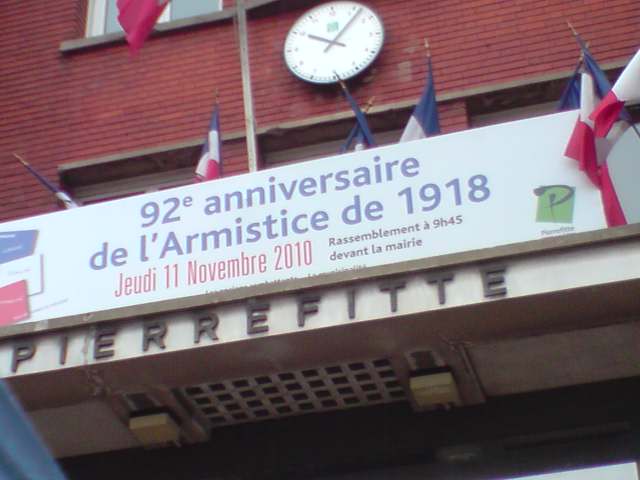 92e anniversaire
de l'Armistice de 1918
Jeudi 11 Novembre 2010
Rassemblement à 9h45
devant la mairie
P
Pierrefitte
PIERREFITTE